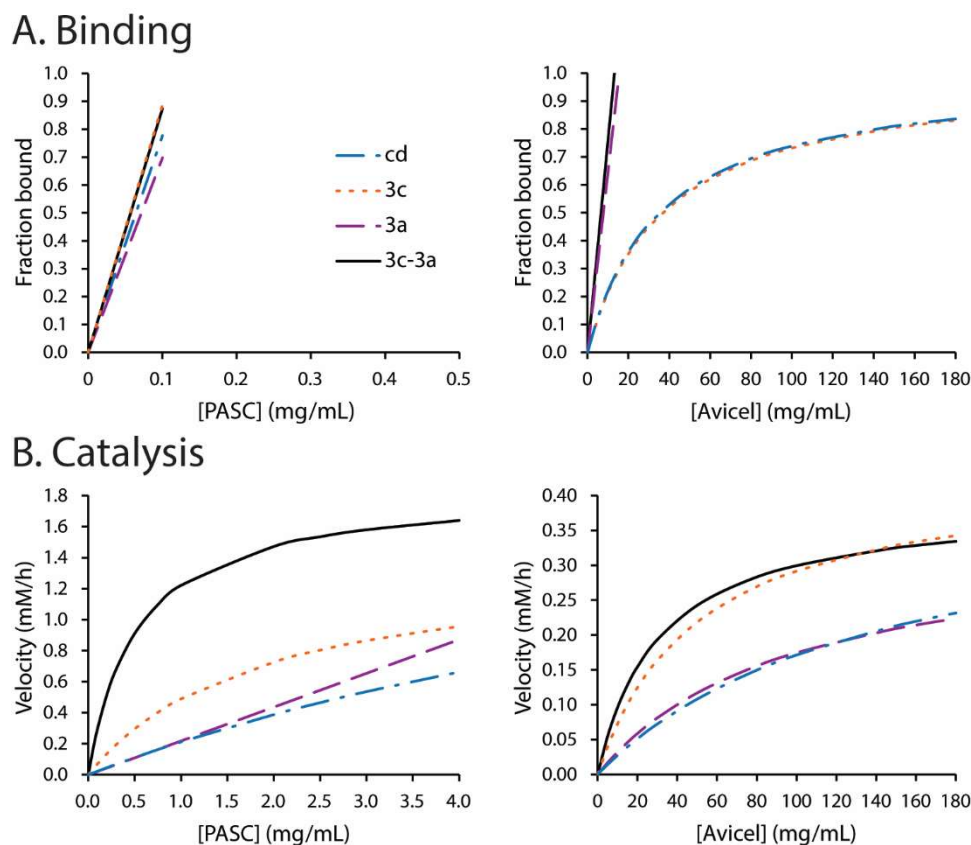 A. Binding
Fraction bound
1.0
0.9
0.8
0.7
0.6
0.5
0.4
0.3
0.2
0.1
0.0
0
0.1
0.2
0.3
0.4
0.5
[PASC] (mg/mL)
cd
3c
3a
3c-3a
Fraction bound
1.0
0.9
0.8
0.7
0.6
0.5
0.4
0.3
0.2
0.1
0.0
0 20 40 60 80 100 120 140 160 180
[Avicel] (mg/mL)
B. Catalysis
Velocity (mM/h)
1.8
1.6
1.4
1.2
1.0
0.8
0.6
0.4
0.2
0.0
0.0 0.5 1.0 1.5 2.0 2.5 3.0 3.5 4.0
[PASC] (mg/mL)
Velocity (mM/h)
0.40
0.35
0.30
0.25
0.20
0.15
0.10
0.05
0.00
0 20 40 60 80 100 120 140 160 180
[Avicel] (mg/mL)